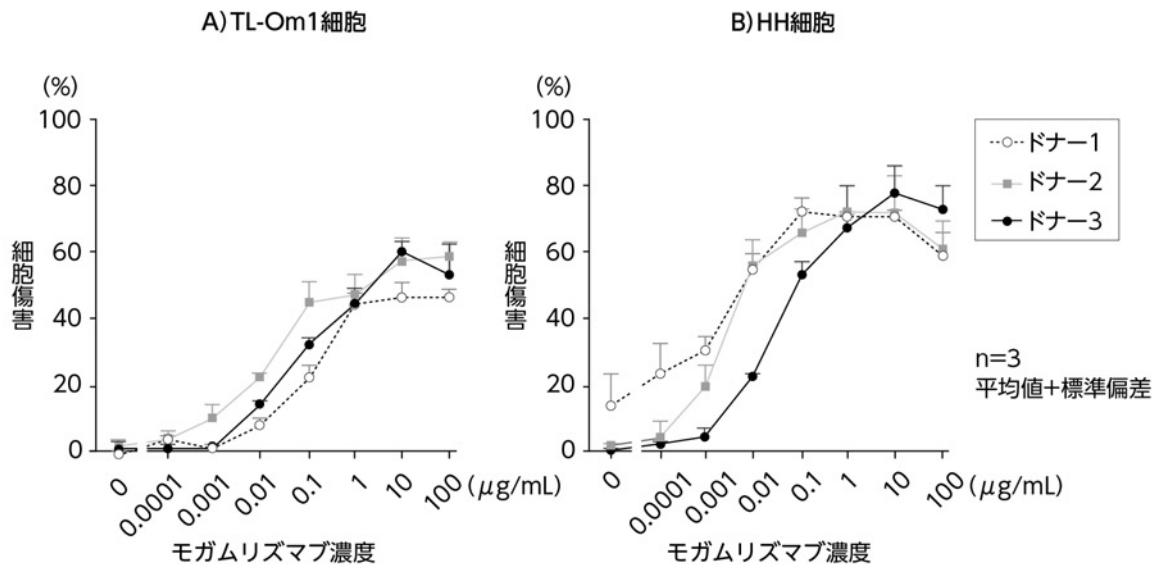 A)TL-Om1細胞
(%)
100
80
60
40
20
0
細胞傷害
0
0.0001
0.001
0.01
0.1
1
10
100
(μg/mL)
モガムリズマブ濃度
B)HH細胞
(%)
100
80
60
40
20
0
細胞傷害
0
0.0001
0.001
0.01
0.1
1
10
100
(μg/mL)
モガムリズマブ濃度
ドナー1
ドナー2
ドナー3
n=3
平均値+標準偏差